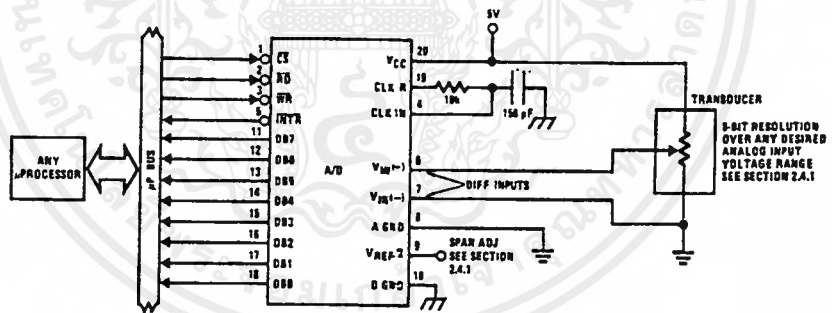 5V
1 CS
2 RD
3 WR
5 INTR
11 DB7
12 DB6
13 DB5
14 DB4
15 DB3
16 DB2
17 DB1
18 DB0
ANY
µPROCESSOR
µP BUS
A/D
VCC 20
CLK R 19
CLK IN 4
10k
150 pF
VIN(+) 6
VIN(-) 7
DIFF INPUTS
A GND 8
VREF/2 9
SPAN ADJ
SEE SECTION
2.4.1
D GND 10
TRANSDUCER
8-BIT RESOLUTION
OVER ANY DESIRED
ANALOG INPUT
VOLTAGE RANGE
SEE SECTION 2.4.1